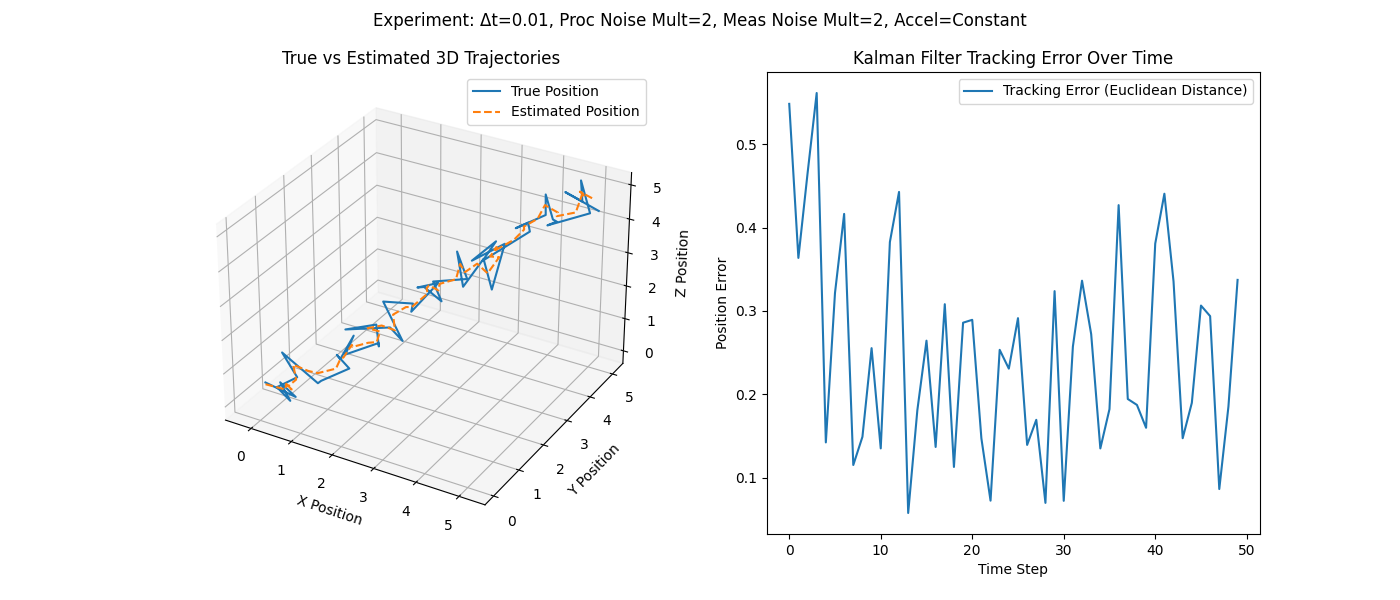 Experiment: Δt=0.01, Proc Noise Mult=2, Meas Noise Mult=2, Accel=Constant
True vs Estimated 3D Trajectories
True Position
Estimated Position
5
4
3
2
1
0
Z Position
0
1
2
3
4
5
X Position
0
1
2
3
4
5
Y Position
Kalman Filter Tracking Error Over Time
Tracking Error (Euclidean Distance)
0.5
0.4
0.3
0.2
0.1
Position Error
0
10
20
30
40
50
Time Step